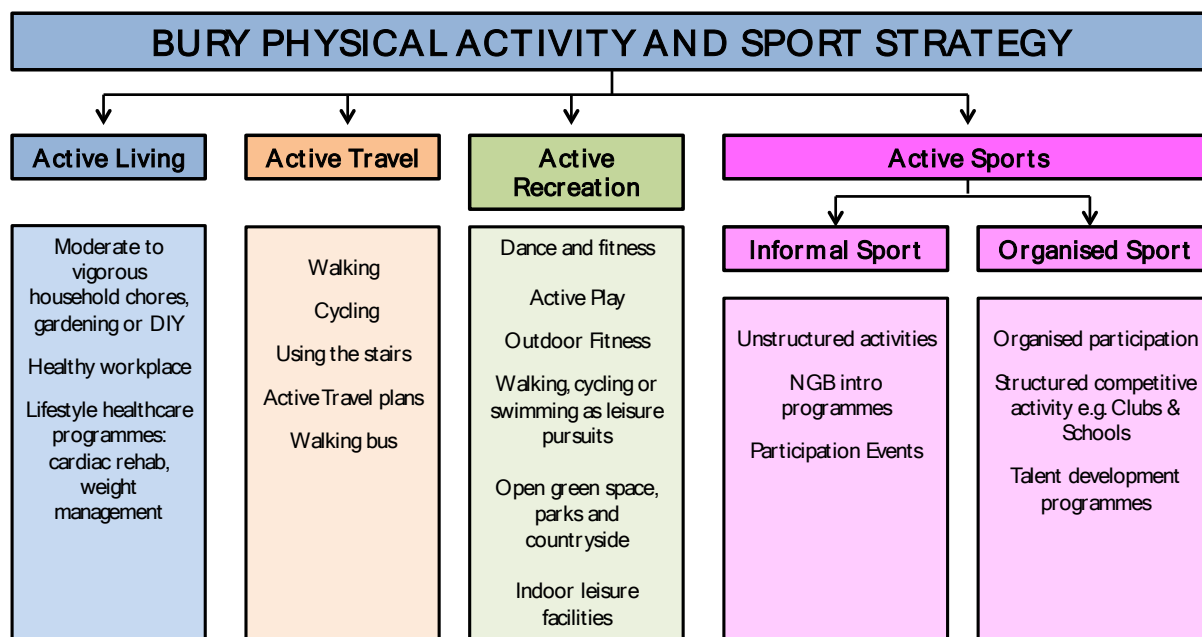 BURY PHYSICAL ACTIVITY AND SPORT STRATEGY
Active Living
Moderate to
vigorous
household chores,
gardening or DIY
Healthy workplace
Lifestyle healthcare
programmes:
cardiac rehab,
weight
management
Active Travel
Walking
Cycling
Using the stairs
Active Travel plans
Walking bus
Active
Recreation
Dance and fitness
Active Play
Outdoor Fitness
Walking, cycling or
swimming as leisure
pursuits
Open green space,
parks and
countryside
Indoor leisure
facilities
Active Sports
Informal Sport
Unstructured activities
NGB intro
programmes
Participation Events
Organised Sport
Organised participation
Structured competitive
activity e.g. Clubs &
Schools
Talent development
programmes